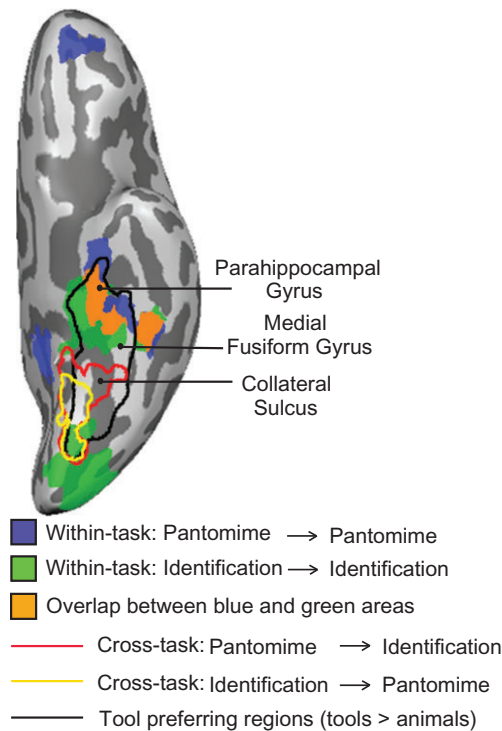 Parahippocampal
Gyrus
Medial
Fusiform Gyrus
Collateral
Sulcus
Within-task: Pantomime → Pantomime
Within-task: Identification → Identification
Overlap between blue and green areas
Cross-task: Pantomime → Identification
Cross-task: Identification → Pantomime
Tool preferring regions (tools > animals)